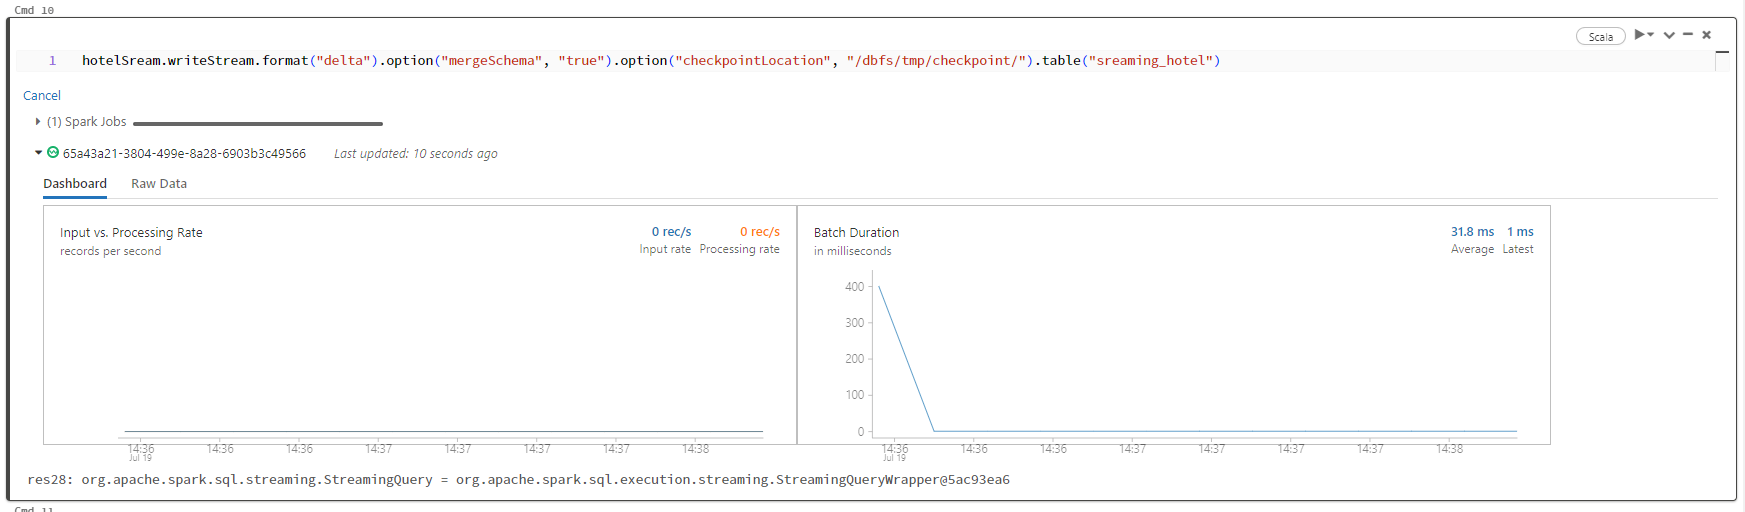 Cmd 10
Scala
1 hotelSream.writeStream.format("delta").option("mergeSchema", "true").option("checkpointLocation", "/dbfs/tmp/checkpoint/").table("sreaming_hotel")
Cancel
(1) Spark Jobs
65a43a21-3804-499e-8a28-6903b3c49566 Last updated: 10 seconds ago
Dashboard Raw Data
Input vs. Processing Rate 0 rec/s 0 rec/s
records per second Input rate Processing rate
14:36 14:36 14:36 14:37 14:37 14:37 14:37 14:38
Jul 19
Batch Duration 31.8 ms 1 ms
in milliseconds Average Latest
400
300
200
100
0
14:36 14:36 14:36 14:37 14:37 14:37 14:37 14:38
Jul 19
res28: org.apache.spark.sql.streaming.StreamingQuery = org.apache.spark.sql.execution.streaming.StreamingQueryWrapper@5ac93ea6
Cmd 11